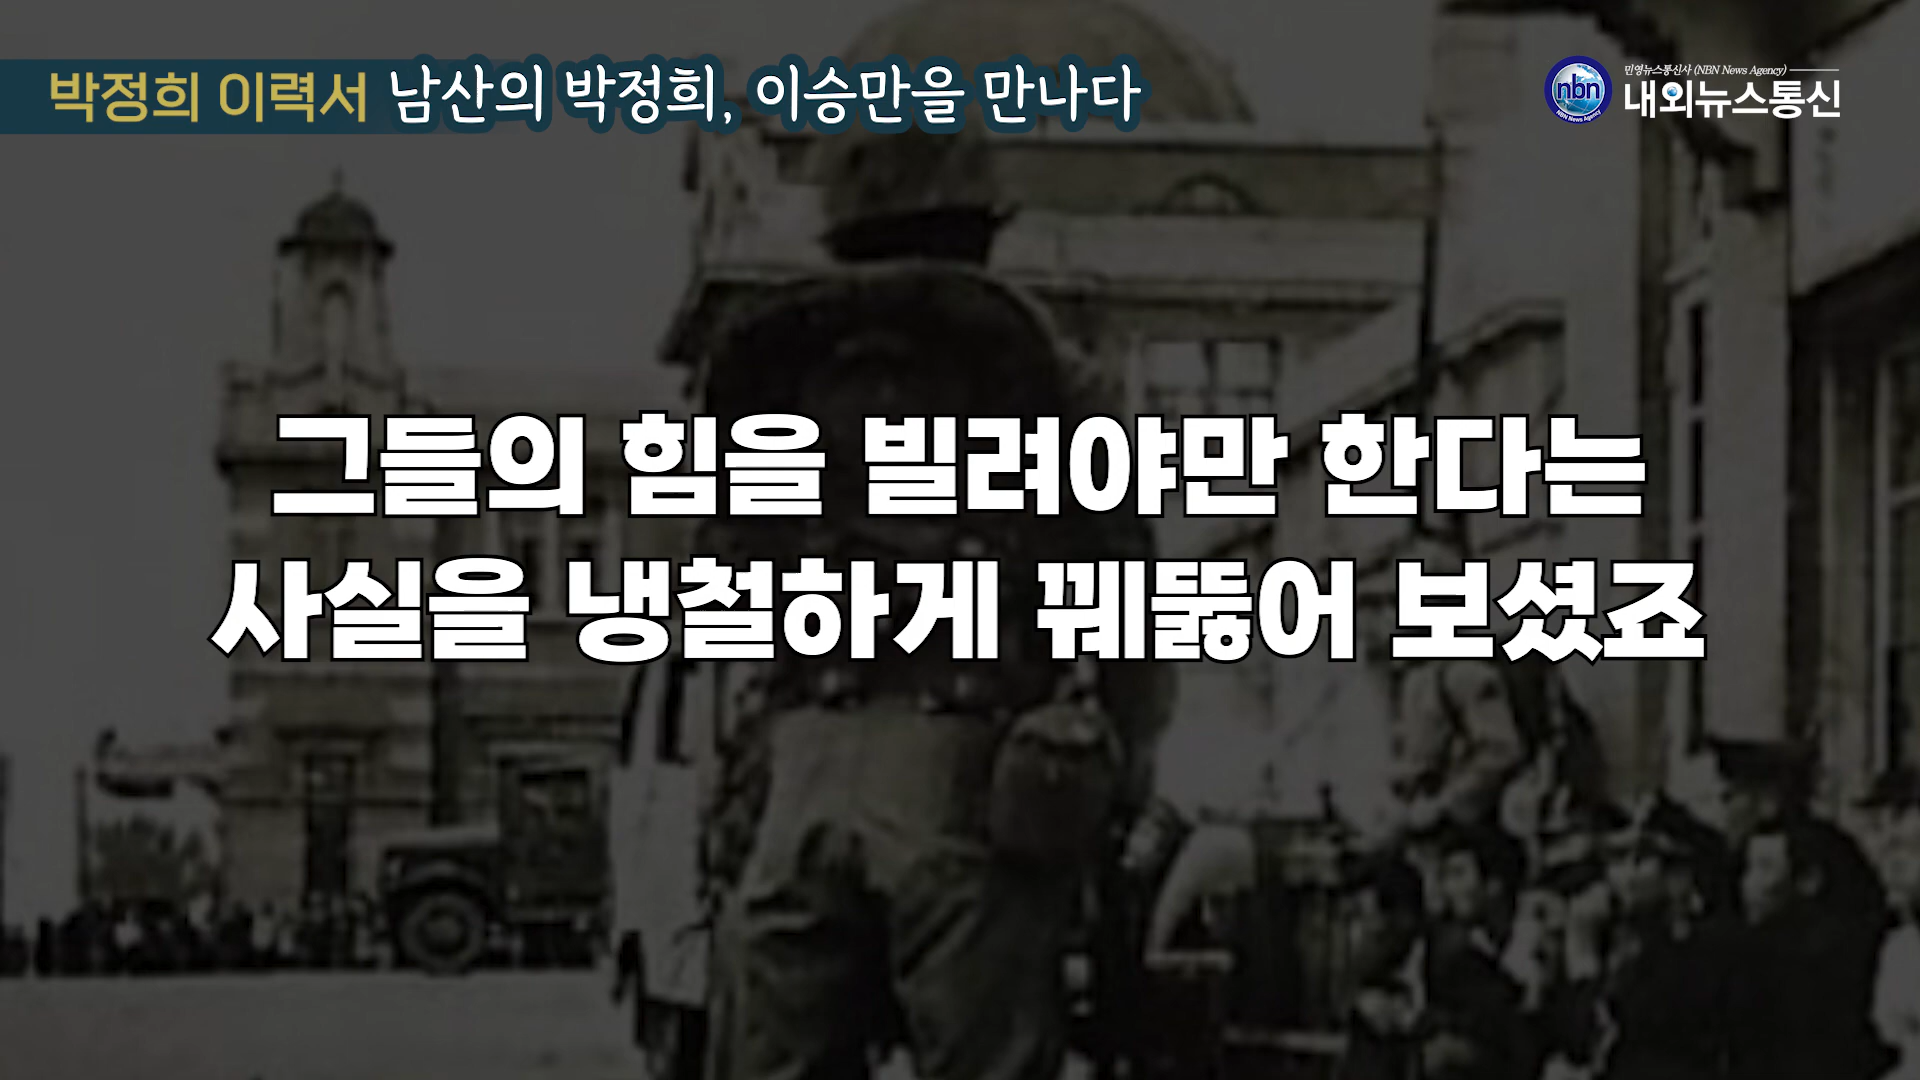 박정희 이력서 남산의 박정희, 이승만을 만나다
민영뉴스통신사 (NBN News Agency)
nbn
NBN News Agency
내외뉴스통신
그들의 힘을 빌려야만 한다는
사실을 냉철하게 꿰뚫어 보셨죠